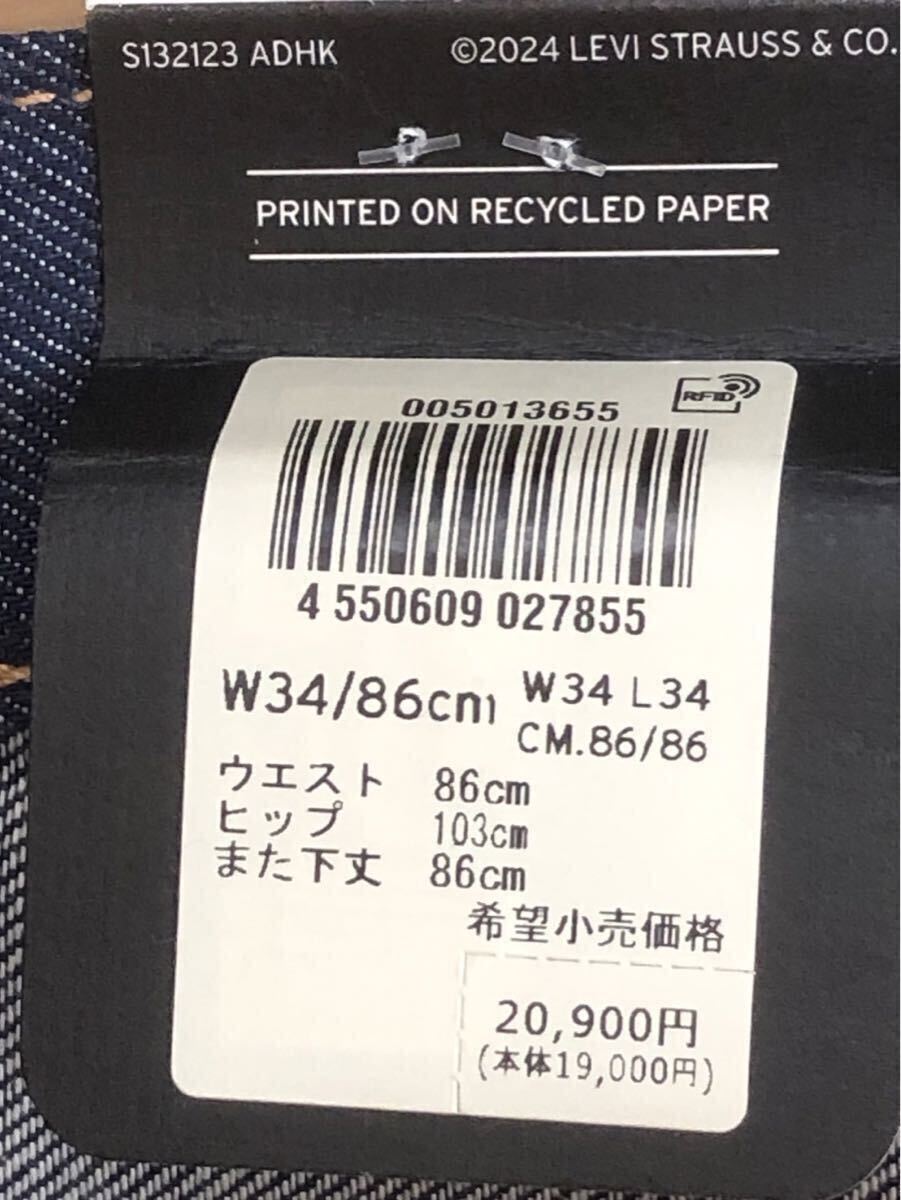 S132123 ADHK ©2024 LEVI STRAUSS & CO.
PRINTED ON RECYCLED PAPER
RFID
005013655
4 550609 027855
W34/86cm W34 L34
CM.86/86
ウエスト 86cm
ヒップ 103cm
また下丈 86cm
希望小売価格
20,900円
(本体19,000円)